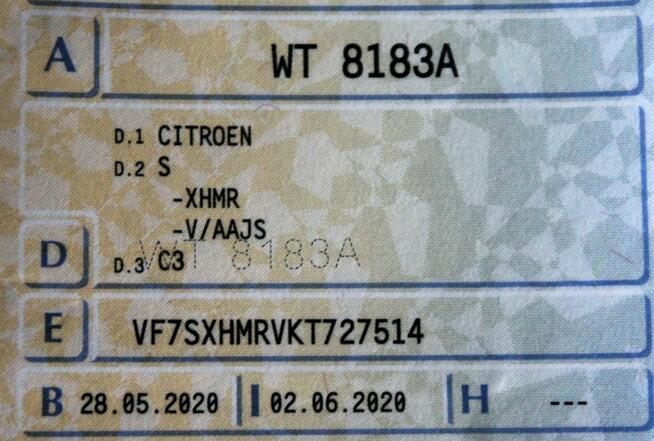 A WT 8183A
D.1 CITROEN
D.2 S
-XHMR
-V/AAJS
WT 8183A
D D.3 C3
E VF7SXHMRVKT727514
B 28.05.2020 I 02.06.2020 H ---